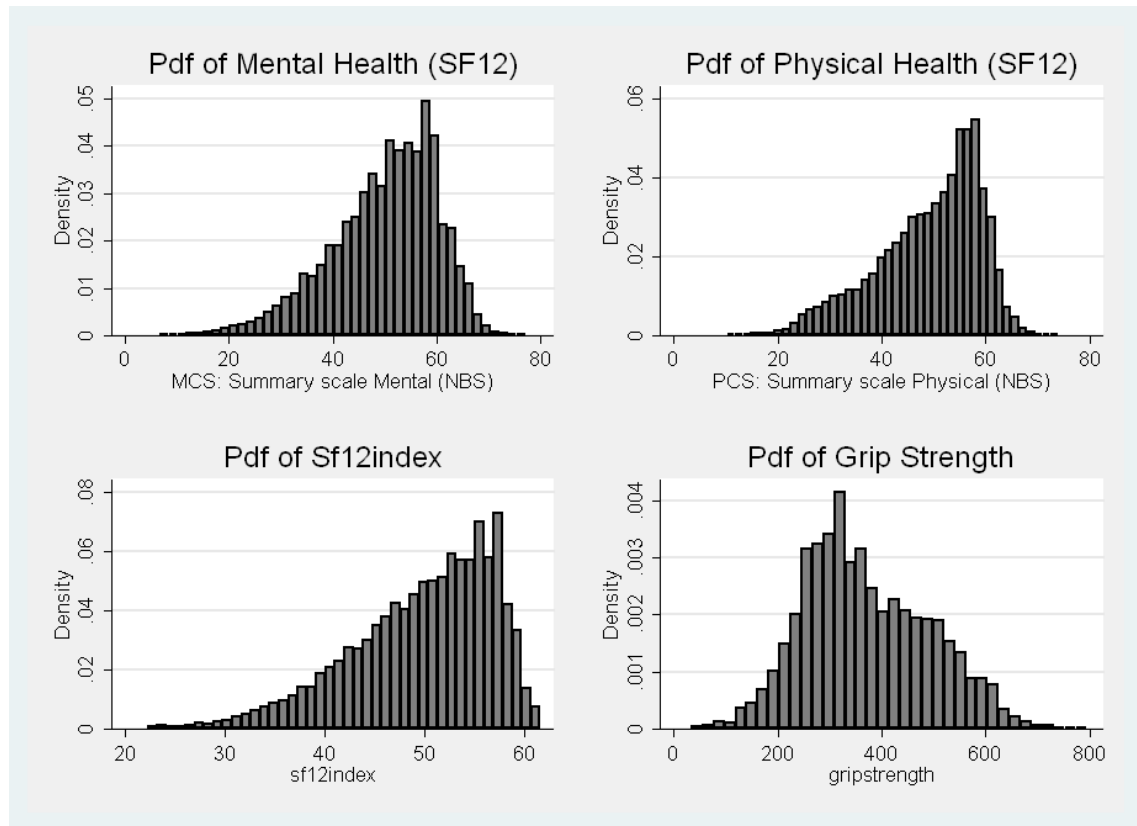 Pdf of Mental Health (SF12)
Density
0 .01 .02 .03 .04 .05
0 20 40 60 80
MCS: Summary scale Mental (NBS)
Pdf of Physical Health (SF12)
Density
0 .02 .04 .06
0 20 40 60 80
PCS: Summary scale Physical (NBS)
Pdf of Sf12index
Density
0 .02 .04 .06 .08
20 30 40 50 60
sf12index
Pdf of Grip Strength
Density
0 .001 .002 .003 .004
0 200 400 600 800
gripstrength